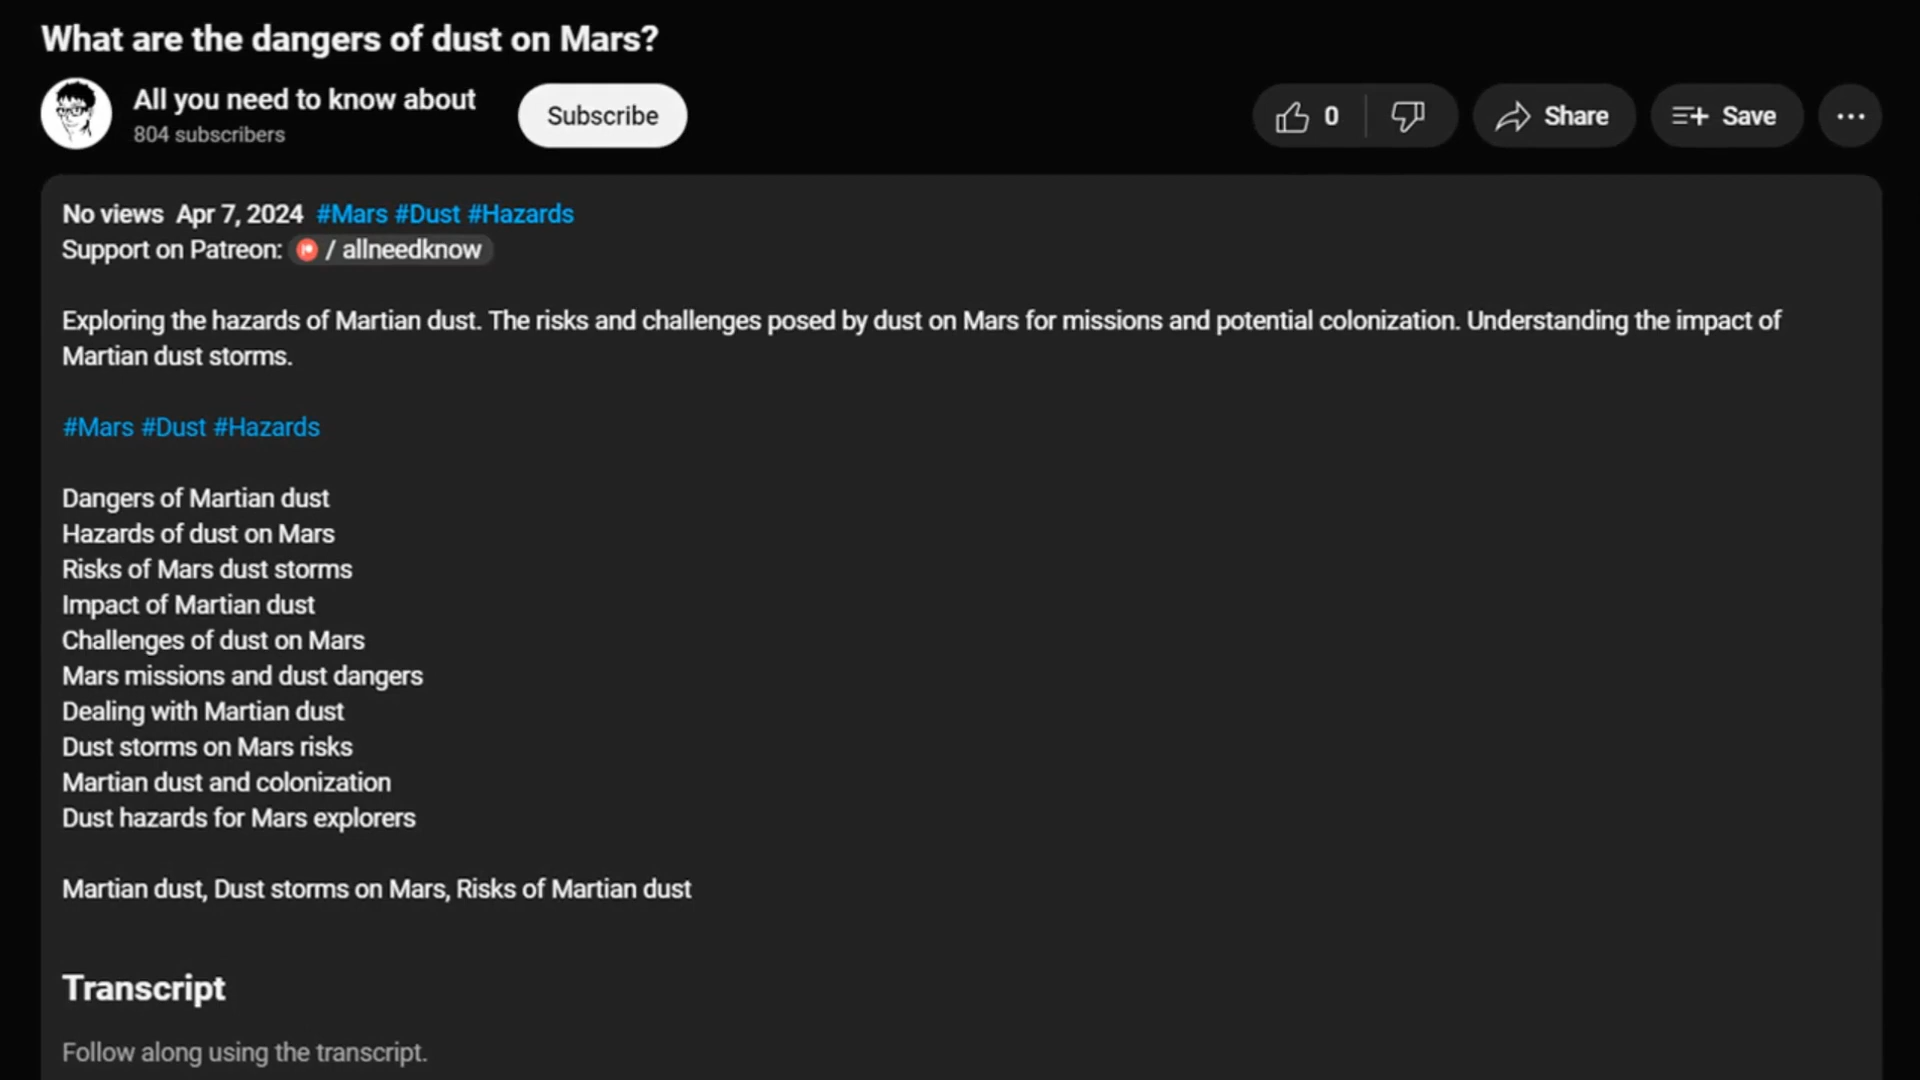 What are the dangers of dust on Mars?
All you need to know about
804 subscribers
Subscribe
0
Share
Save
No views Apr 7, 2024 #Mars #Dust #Hazards
Support on Patreon: / allneedknow
Exploring the hazards of Martian dust. The risks and challenges posed by dust on Mars for missions and potential colonization. Understanding the impact of
Martian dust storms.
#Mars #Dust #Hazards
Dangers of Martian dust
Hazards of dust on Mars
Risks of Mars dust storms
Impact of Martian dust
Challenges of dust on Mars
Mars missions and dust dangers
Dealing with Martian dust
Dust storms on Mars risks
Martian dust and colonization
Dust hazards for Mars explorers
Martian dust, Dust storms on Mars, Risks of Martian dust
Transcript
Follow along using the transcript.